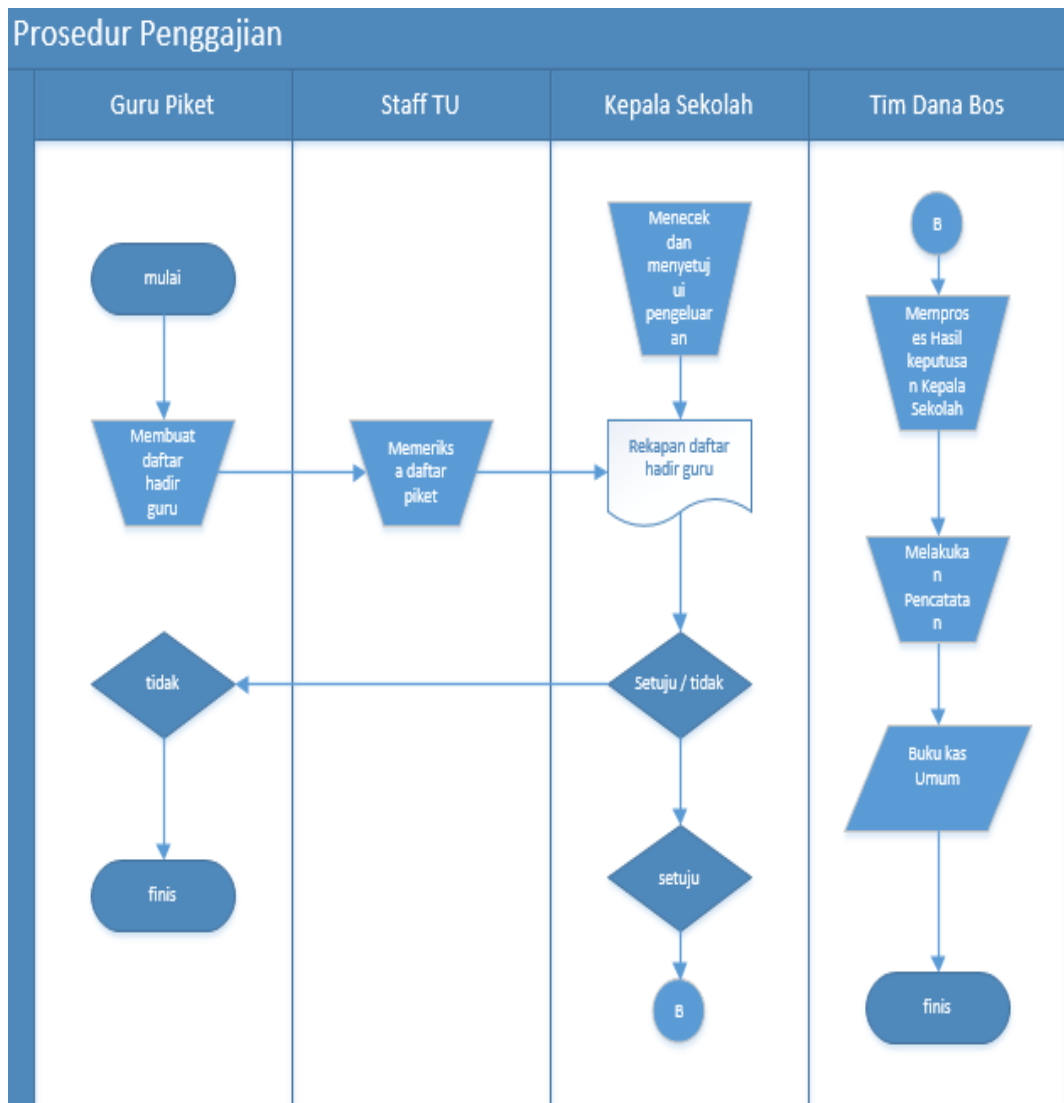 Prosedur Penggajian
Guru Piket
Staff TU
Kepala Sekolah
Tim Dana Bos
mulai
Membuat
daftar
hadir
guru
tidak
finis
Memerik
sa daftar
piket
Menecek
dan
menyetuj
ui
pengeluar
an
Rekapan daftar
hadir guru
Setuju / tidak
setuju
B
B
Mempros
es Hasil
keputusa
n Kepala
Sekolah
Melakuka
n
Pencatata
n
Buku kas
Umum
finis